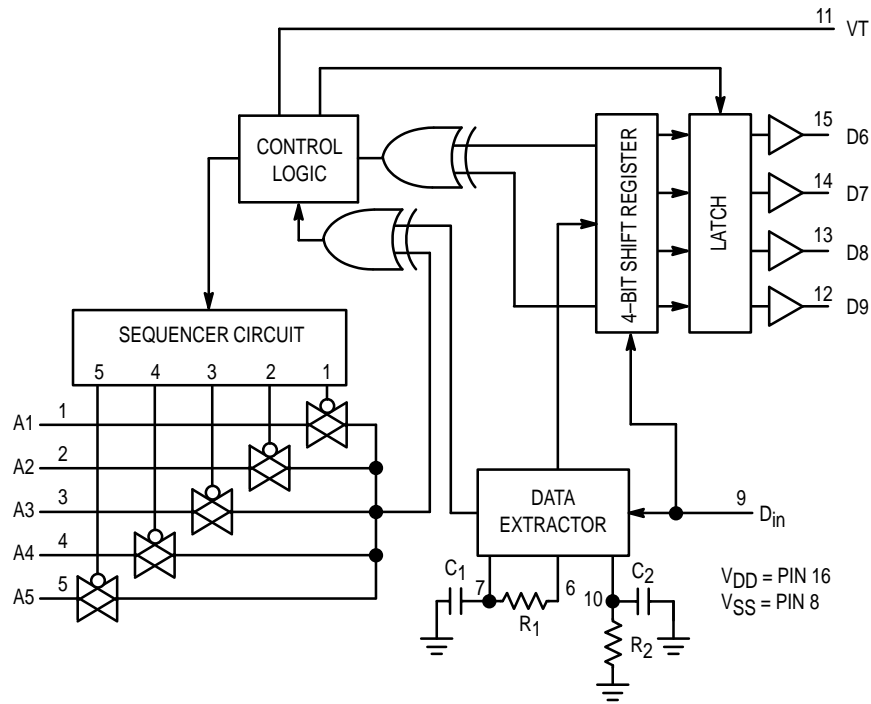 11 VT
CONTROL
LOGIC
4–BIT SHIFT REGISTER
LATCH
15 D6
14 D7
13 D8
12 D9
SEQUENCER CIRCUIT
5 4 3 2 1
A1 1
A2 2
A3 3
A4 4
A5 5
DATA
EXTRACTOR
9 Din
C1 7 6 10 C2
R1
R2
VDD = PIN 16
VSS = PIN 8